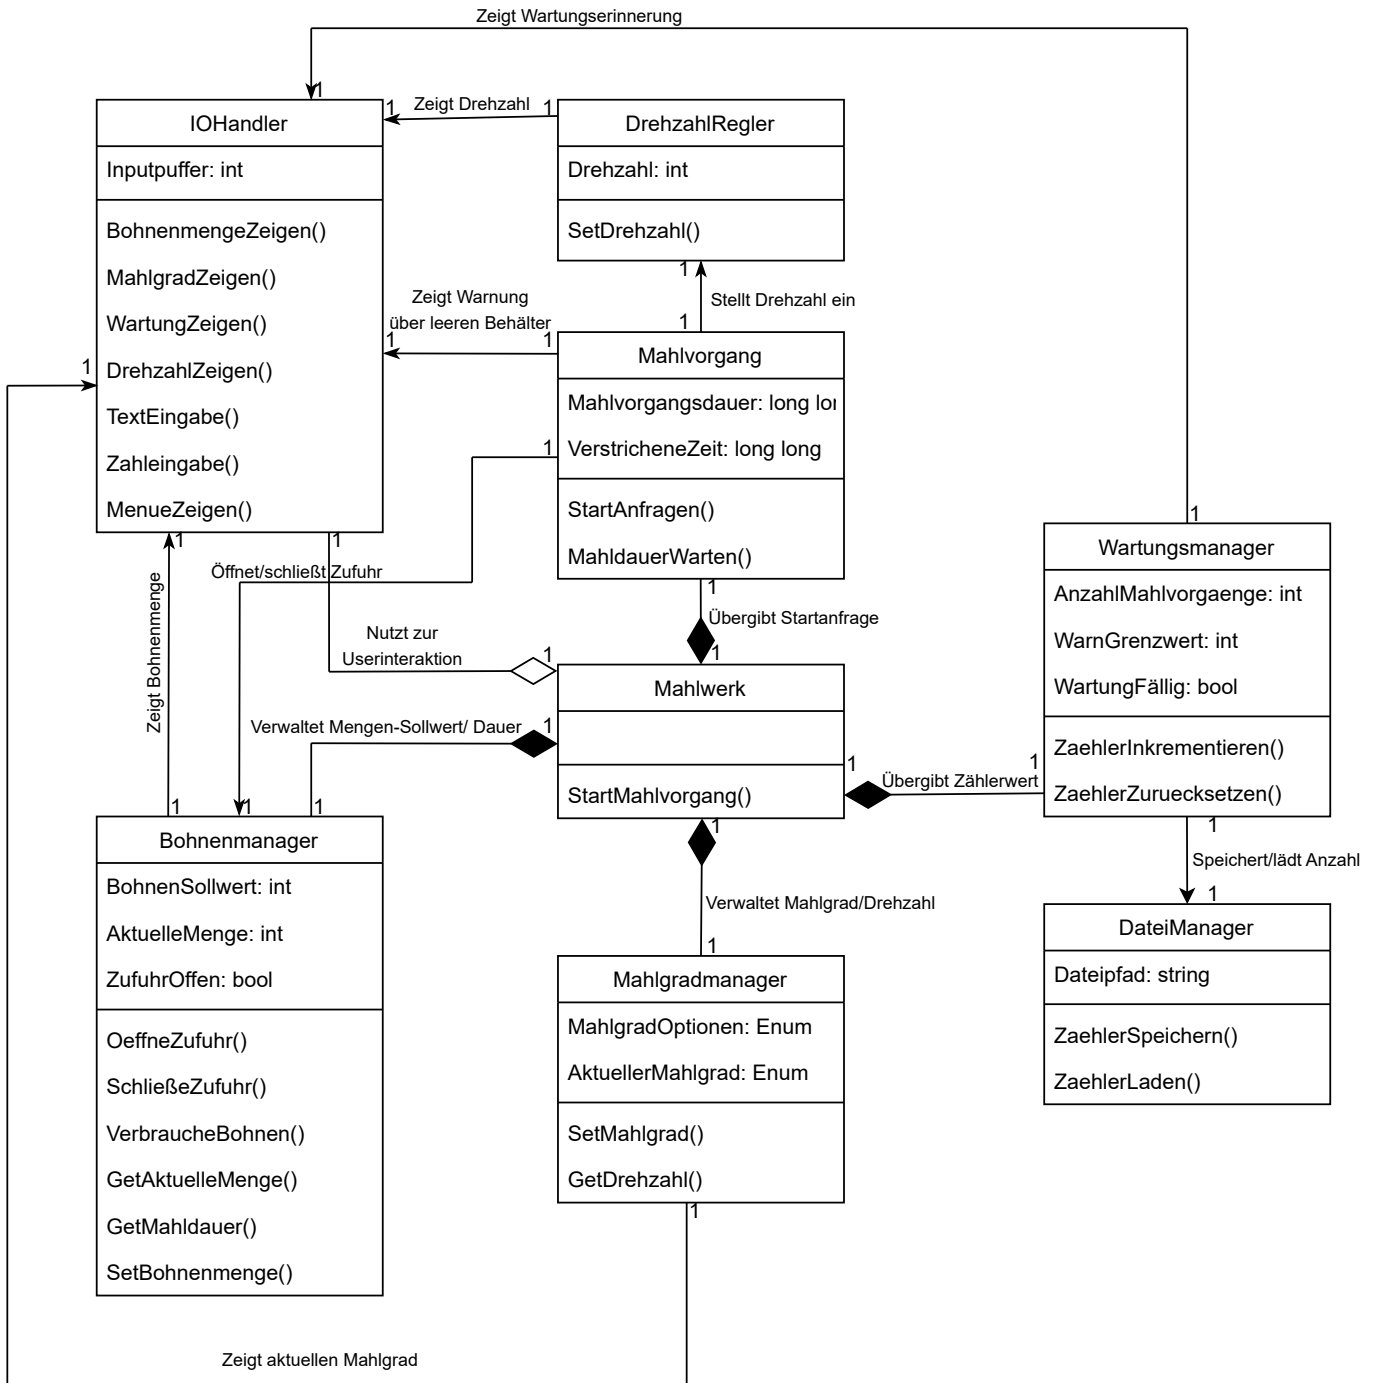 Zeigt Wartungserinnerung
1
IOHandler
Inputpuffer: int
BohnenmengeZeigen()
MahlgradZeigen()
WartungZeigen()
DrehzahlZeigen()
TextEingabe()
Zahleingabe()
MenueZeigen()
1
Zeigt Drehzahl
1
DrehzahlRegler
Drehzahl: int
SetDrehzahl()
1
Stellt Drehzahl ein
1
Zeigt Warnung
über leeren Behälter
1
1
Mahlvorgang
Mahlvorgangsdauer: long lon
VerstricheneZeit: long long
StartAnfragen()
MahldauerWarten()
1
1
1
Übergibt Startanfrage
1
1
1
Öffnet/schließt Zufuhr
Zeigt Bohnenmenge
Nutzt zur
Userinteraktion
1
Mahlwerk
StartMahlvorgang()
Verwaltet Mengen-Sollwert/ Dauer
1
1
Übergibt Zählerwert
1
1
Wartungsmanager
AnzahlMahlvorgaenge: int
WarnGrenzwert: int
WartungFällig: bool
ZaehlerInkrementieren()
ZaehlerZuruecksetzen()
1
Speichert/lädt Anzahl
1
DateiManager
Dateipfad: string
ZaehlerSpeichern()
ZaehlerLaden()
1
1
1
Bohnenmanager
BohnenSollwert: int
AktuelleMenge: int
ZufuhrOffen: bool
OeffneZufuhr()
SchließeZufuhr()
VerbraucheBohnen()
GetAktuelleMenge()
GetMahldauer()
SetBohnenmenge()
1
Verwaltet Mahlgrad/Drehzahl
1
Mahlgradmanager
MahlgradOptionen: Enum
AktuellerMahlgrad: Enum
SetMahlgrad()
GetDrehzahl()
1
Zeigt aktuellen Mahlgrad